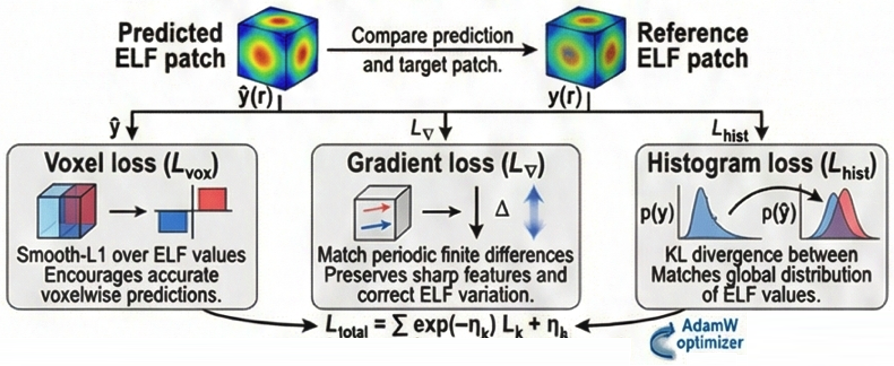 Predicted
ELF patch
Compare prediction
and target patch.
Reference
ELF patch
ŷ(r)
y(r)
ŷ
L∇
Lhist
Voxel loss (Lvox)
Smooth-L1 over ELF values
Encourages accurate
voxelwise predictions.
Gradient loss (L∇)
Δ
Match periodic finite differences
Preserves sharp features and
correct ELF variation.
Histogram loss (Lhist)
p(y)
p(ŷ)
KL divergence between
Matches global distribution
of ELF values.
Ltotal = Σ exp(−ηk) Lk + ηk
AdamW
optimizer